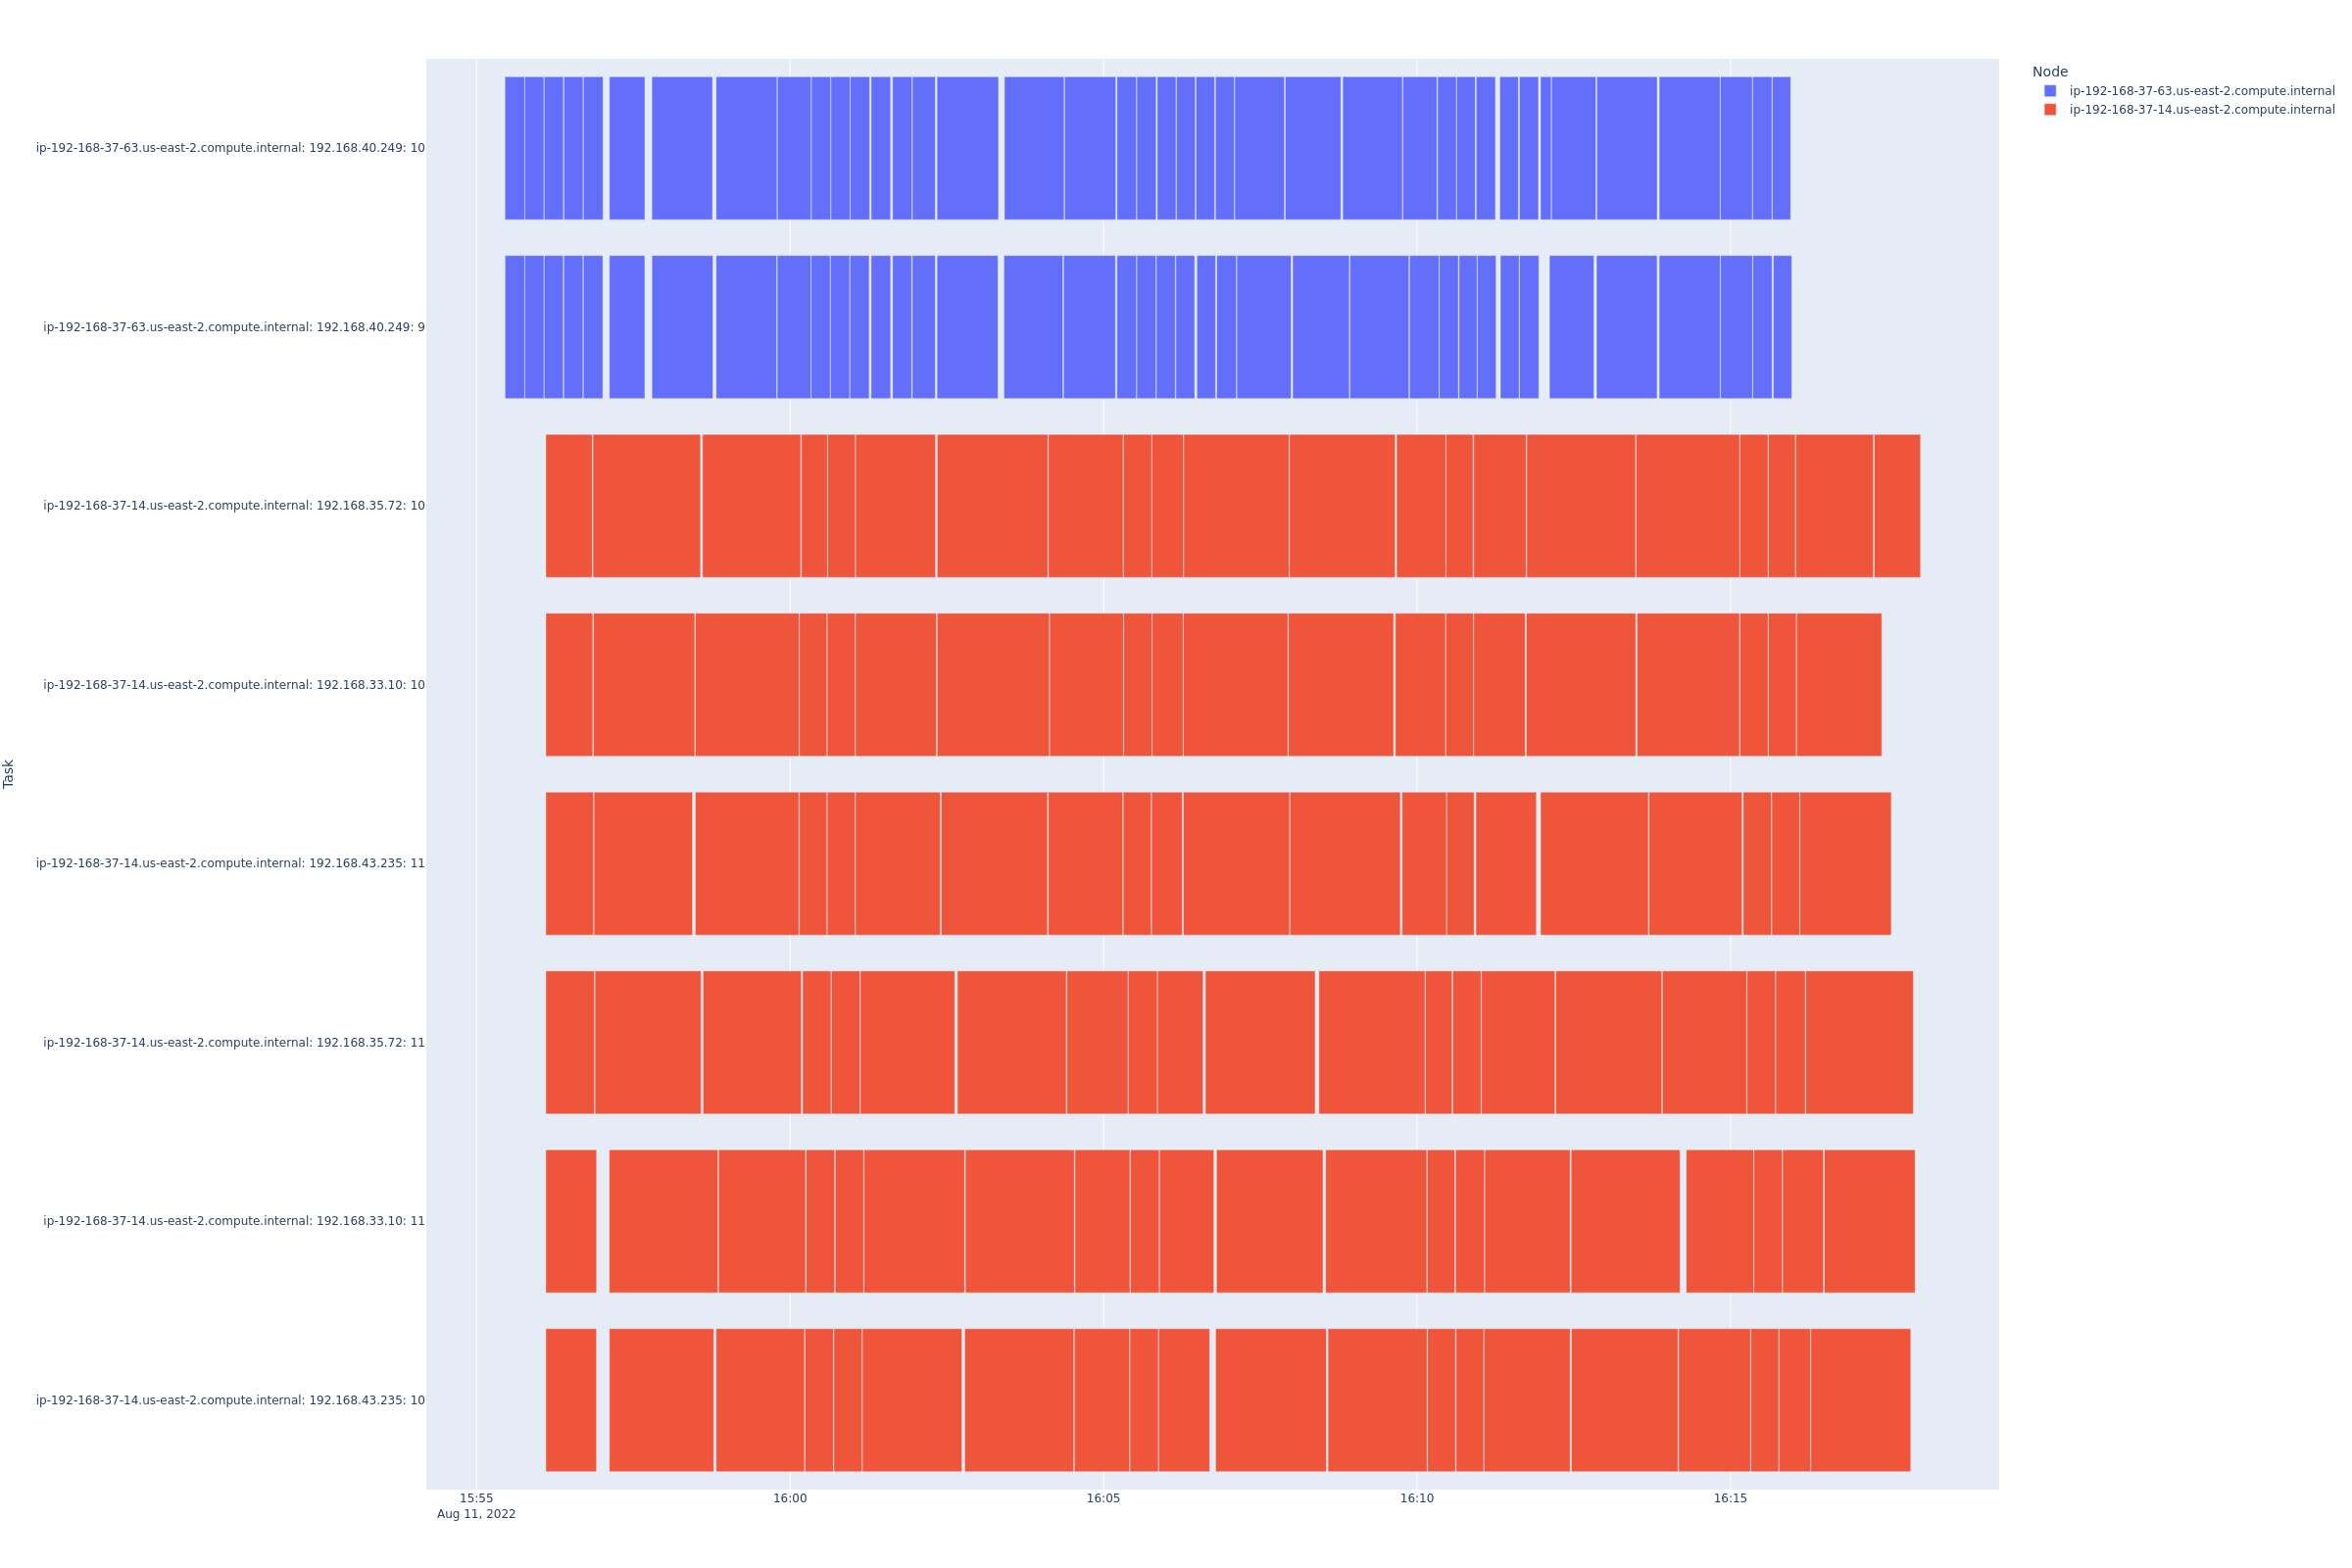 Node
ip-192-168-37-63.us-east-2.compute.internal
ip-192-168-37-14.us-east-2.compute.internal
ip-192-168-37-63.us-east-2.compute.internal: 192.168.40.249: 10
ip-192-168-37-63.us-east-2.compute.internal: 192.168.40.249: 9
ip-192-168-37-14.us-east-2.compute.internal: 192.168.35.72: 10
ip-192-168-37-14.us-east-2.compute.internal: 192.168.33.10: 10
Task
ip-192-168-37-14.us-east-2.compute.internal: 192.168.43.235: 11
ip-192-168-37-14.us-east-2.compute.internal: 192.168.35.72: 11
ip-192-168-37-14.us-east-2.compute.internal: 192.168.33.10: 11
ip-192-168-37-14.us-east-2.compute.internal: 192.168.43.235: 10
15:55 16:00 16:05 16:10 16:15
Aug 11, 2022